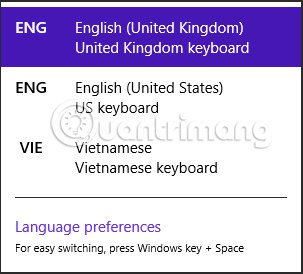 ENG English (United Kingdom)
United Kingdom keyboard
ENG English (United States)
US keyboard
Quantrimang
VIE Vietnamese
Vietnamese keyboard
Language preferences
For easy switching, press Windows key + Space